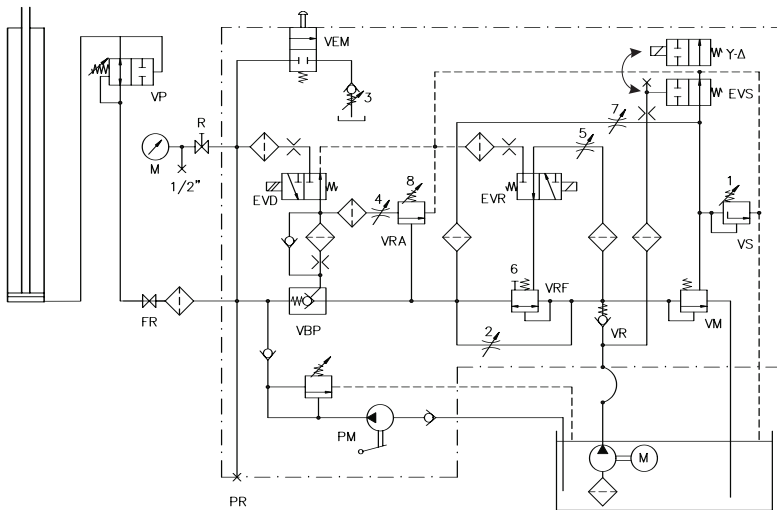 VEM
Y-Δ
VP
3
EVS
7
R
5
M
1/2"
8
1
EVD
4
EVR
VRA
VS
6
VRF
FR
VBP
2
VR
VM
PM
M
PR